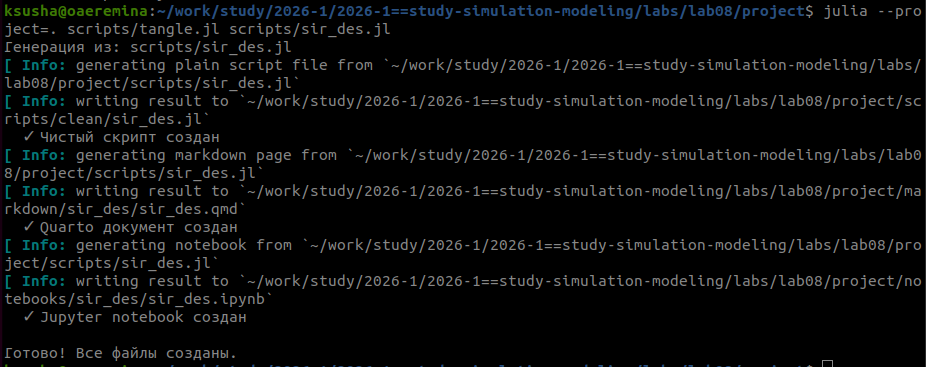 ksusha@oaeremina:~/work/study/2026-1/2026-1==study-simulation-modeling/labs/lab08/project$ julia --pro
ject=. scripts/tangle.jl scripts/sir_des.jl
Генерация из: scripts/sir_des.jl
[ Info: generating plain script file from `~/work/study/2026-1/2026-1==study-simulation-modeling/labs/
lab08/project/scripts/sir_des.jl`
[ Info: writing result to `~/work/study/2026-1/2026-1==study-simulation-modeling/labs/lab08/project/sc
ripts/clean/sir_des.jl`
✓ Чистый скрипт создан
[ Info: generating markdown page from `~/work/study/2026-1/2026-1==study-simulation-modeling/labs/lab0
8/project/scripts/sir_des.jl`
[ Info: writing result to `~/work/study/2026-1/2026-1==study-simulation-modeling/labs/lab08/project/ma
rkdown/sir_des/sir_des.qmd`
✓ Quarto документ создан
[ Info: generating notebook from `~/work/study/2026-1/2026-1==study-simulation-modeling/labs/lab08/pro
ject/scripts/sir_des.jl`
[ Info: writing result to `~/work/study/2026-1/2026-1==study-simulation-modeling/labs/lab08/project/no
tebooks/sir_des/sir_des.ipynb`
✓ Jupyter notebook создан
Готово! Все файлы созданы.